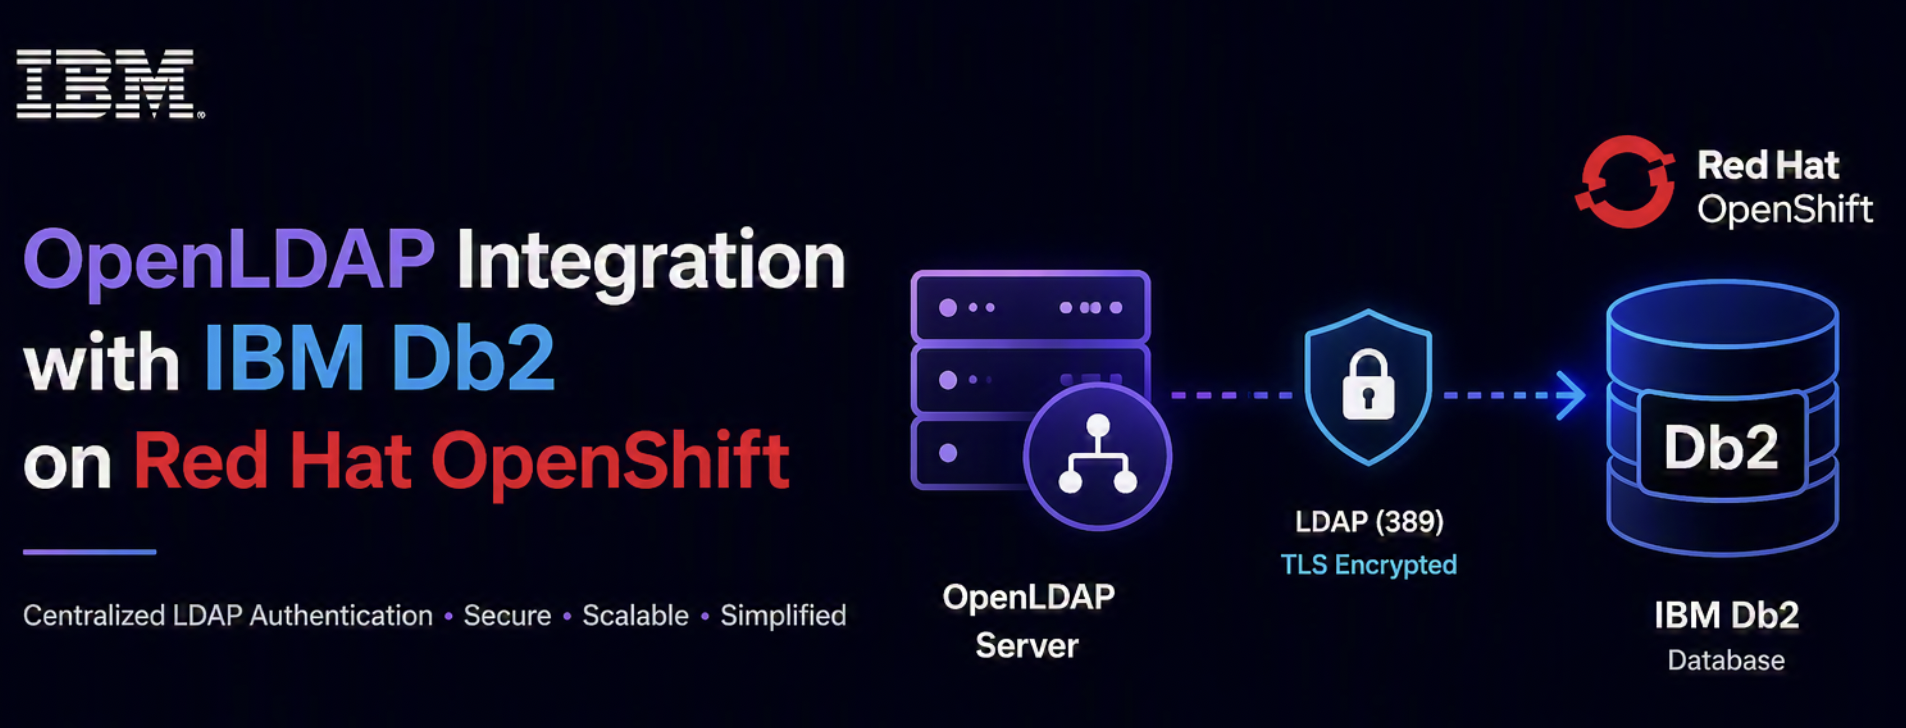 IBM®
OpenLDAP Integration
with IBM Db2
on Red Hat OpenShift
Centralized LDAP Authentication • Secure • Scalable • Simplified
OpenLDAP
Server
LDAP (389)
TLS Encrypted
Red Hat
OpenShift
Db2
IBM Db2
Database